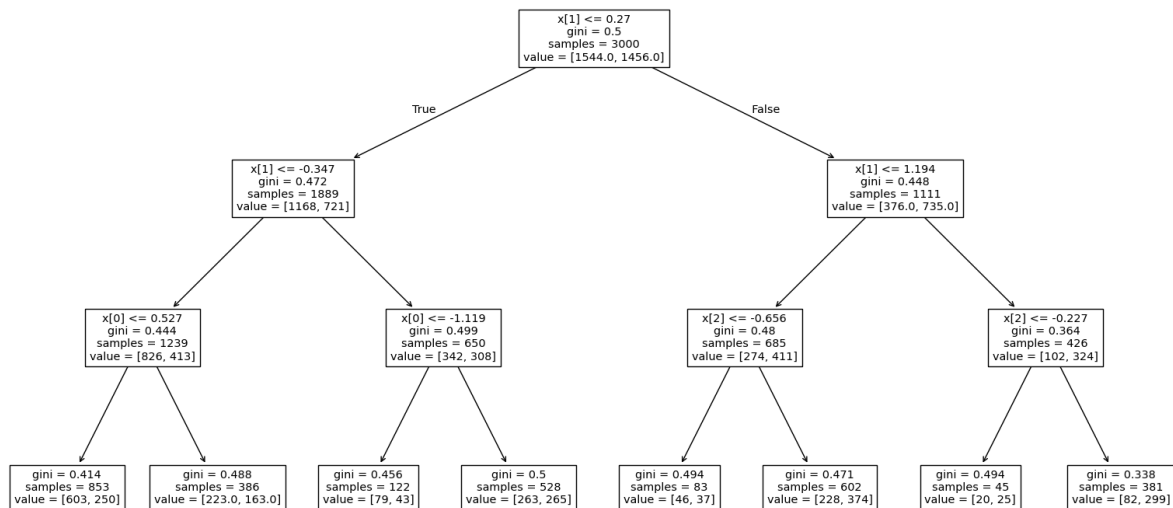 x[1] <= 0.27
gini = 0.5
samples = 3000
value = [1544.0, 1456.0]
True
False
x[1] <= -0.347
gini = 0.472
samples = 1889
value = [1168, 721]
x[1] <= 1.194
gini = 0.448
samples = 1111
value = [376.0, 735.0]
x[0] <= 0.527
gini = 0.444
samples = 1239
value = [826, 413]
x[0] <= -1.119
gini = 0.499
samples = 650
value = [342, 308]
x[2] <= -0.656
gini = 0.48
samples = 685
value = [274, 411]
x[2] <= -0.227
gini = 0.364
samples = 426
value = [102, 324]
gini = 0.414
samples = 853
value = [603, 250]
gini = 0.488
samples = 386
value = [223.0, 163.0]
gini = 0.456
samples = 122
value = [79, 43]
gini = 0.5
samples = 528
value = [263, 265]
gini = 0.494
samples = 83
value = [46, 37]
gini = 0.471
samples = 602
value = [228, 374]
gini = 0.494
samples = 45
value = [20, 25]
gini = 0.338
samples = 381
value = [82, 299]